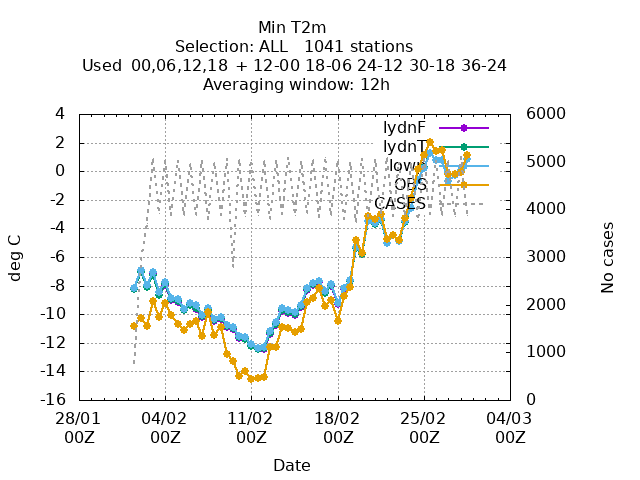 Min T2m
Selection: ALL   1041 stations
Used  00,06,12,18  + 12-00 18-06 24-12 30-18 36-24
Averaging window: 12h
4
2
0
-2
-4
-6
-8
-10
-12
-14
-16
deg C
6000
5000
4000
3000
2000
1000
0
No cases
lydnF
lydnT
OBS
CASES
28/01 04/02 11/02 18/02 25/02 04/03
00Z 00Z 00Z 00Z 00Z 00Z
Date